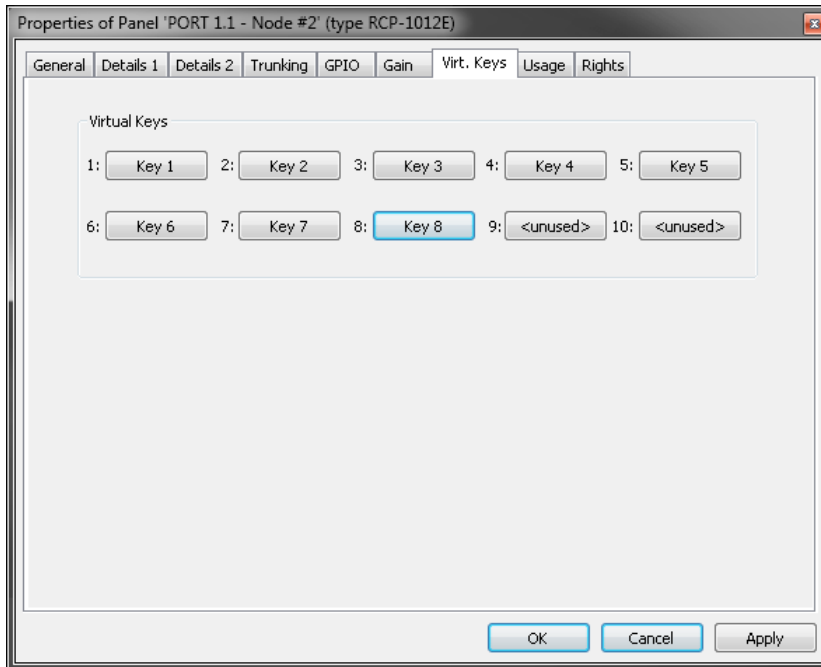 Properties of Panel 'PORT 1.1 - Node #2' (type RCP-1012E)
General Details 1 Details 2 Trunking GPIO Gain Virt. Keys Usage Rights
Virtual Keys
1: Key 1 2: Key 2 3: Key 3 4: Key 4 5: Key 5
6: Key 6 7: Key 7 8: Key 8 9: <unused> 10: <unused>
OK Cancel Apply